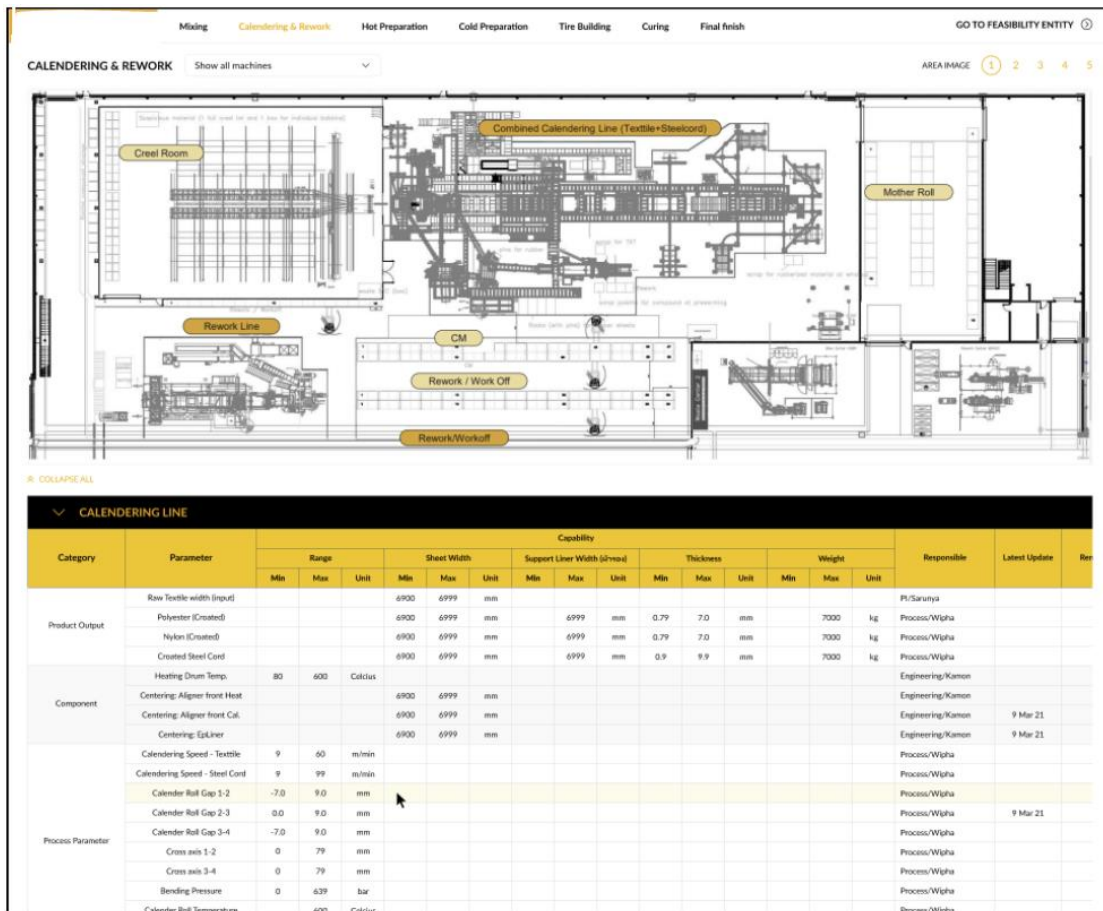 Mixing Calendering & Rework Hot Preparation Cold Preparation Tire Building Curing Final finish GO TO FEASIBILITY ENTITY
CALENDERING & REWORK Show all machines AREA IMAGE 1 2 3 4 5
Combined Calendering Line (Texttile+Steelcord)
Creel Room
Mother Roll
Rework Line
CM
Rework / Work Off
Rework/Workoff
COLLAPSE ALL
CALENDERING LINE
Capability
Category Parameter Range Sheet Width Support Liner Width (ผ้ารอง) Thickness Weight Responsible Latest Update
Min Max Unit Min Max Unit Min Max Unit Min Max Unit Min Max Unit
Raw Textile width (input) 6900 6999 mm PI/Sarunya
Product Output
Polyester (Croated) 6900 6999 mm 6999 mm 0.79 7.0 mm 7000 kg Process/Wipha
Nylon (Croated) 6900 6999 mm 6999 mm 0.79 7.0 mm 7000 kg Process/Wipha
Croated Steel Cord 6900 6999 mm 6999 mm 0.9 9.9 mm 7000 kg Process/Wipha
Heating Drum Temp. 80 600 Celcius Engineering/Kamon
Component
Centering: Aligner front Heat 6900 6999 mm Engineering/Kamon
Centering: Aligner front Cal. 6900 6999 mm Engineering/Kamon 9 Mar 21
Centering: EpLiner 6900 6999 mm Engineering/Kamon 9 Mar 21
Calendering Speed - Texttile 9 60 m/min Process/Wipha
Calendering Speed - Steel Cord 9 99 m/min Process/Wipha
Calender Roll Gap 1-2 -7.0 9.0 mm Process/Wipha
Calender Roll Gap 2-3 0.0 9.0 mm Process/Wipha 9 Mar 21
Calender Roll Gap 3-4 -7.0 9.0 mm Process/Wipha
Process Parameter
Cross axis 1-2 0 79 mm Process/Wipha
Cross axis 3-4 0 79 mm Process/Wipha
Bending Pressure 0 639 bar Process/Wipha
Calender Roll Temperature 600 Celcius Process/Wipha